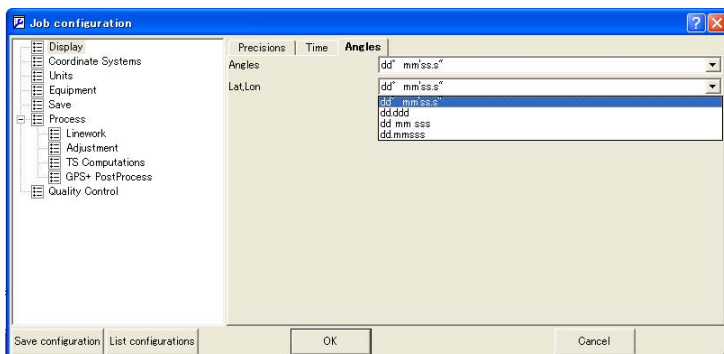 Job configuration
Display
Coordinate Systems
Units
Equipment
Save
Process
Linework
Adjustment
TS Computations
GPS+ PostProcess
Quality Control
Precisions Time Angles
Angles dd° mm'ss.s"
Lat,Lon dd° mm'ss.s"
dd° mm'ss.s"
dd.ddd
dd mm sss
dd.mmsss
Save configuration List configurations OK Cancel